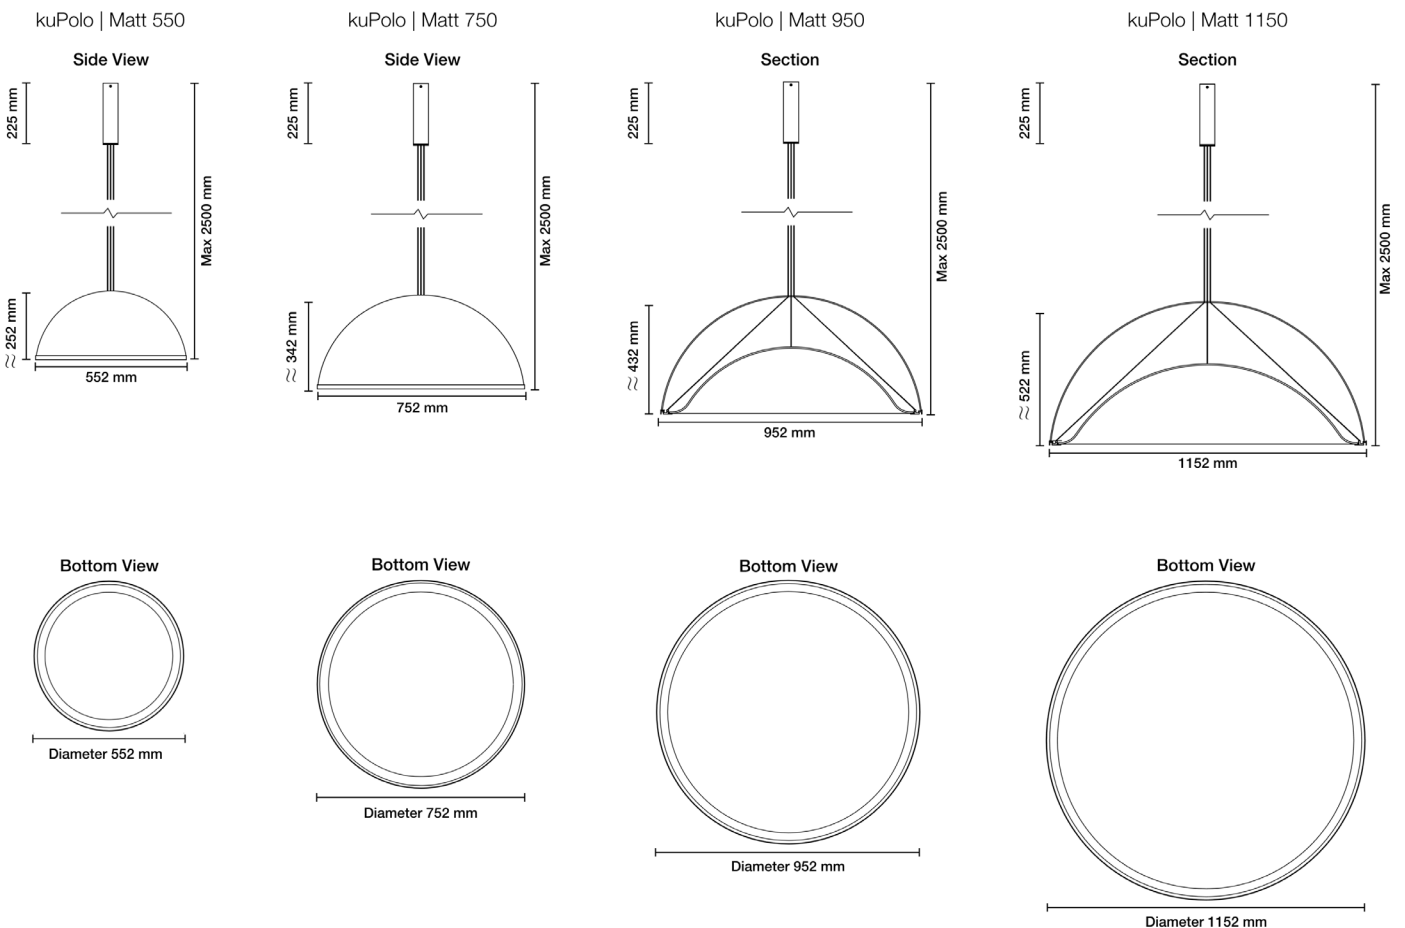 kuPolo | Matt 550
kuPolo | Matt 750
kuPolo | Matt 950
kuPolo | Matt 1150
Side View
Side View
Section
Section
225 mm
Max 2500 mm
≈ 252 mm
552 mm
225 mm
Max 2500 mm
≈ 342 mm
752 mm
225 mm
Max 2500 mm
≈ 432 mm
952 mm
225 mm
Max 2500 mm
≈ 522 mm
1152 mm
Bottom View
Bottom View
Bottom View
Bottom View
Diameter 552 mm
Diameter 752 mm
Diameter 952 mm
Diameter 1152 mm